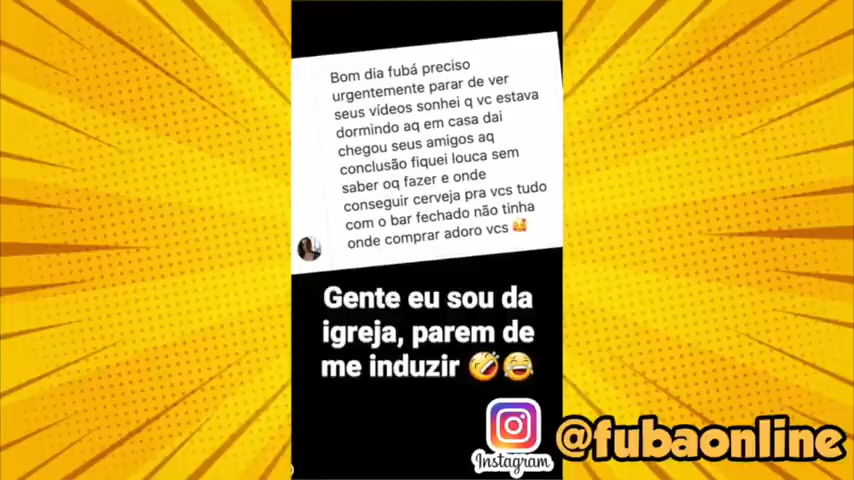 Bom dia fubá preciso
urgentemente parar de ver
seus vídeos sonhei q vc estava
dormindo aq em casa dai
chegou seus amigos aq
conclusão fiquei louca sem
saber oq fazer e onde
conseguir cerveja pra vcs tudo
com o bar fechado não tinha
onde comprar adoro vcs 🥰
Gente eu sou da
igreja, parem de
me induzir 🤣😂
Instagram
@fubaonline